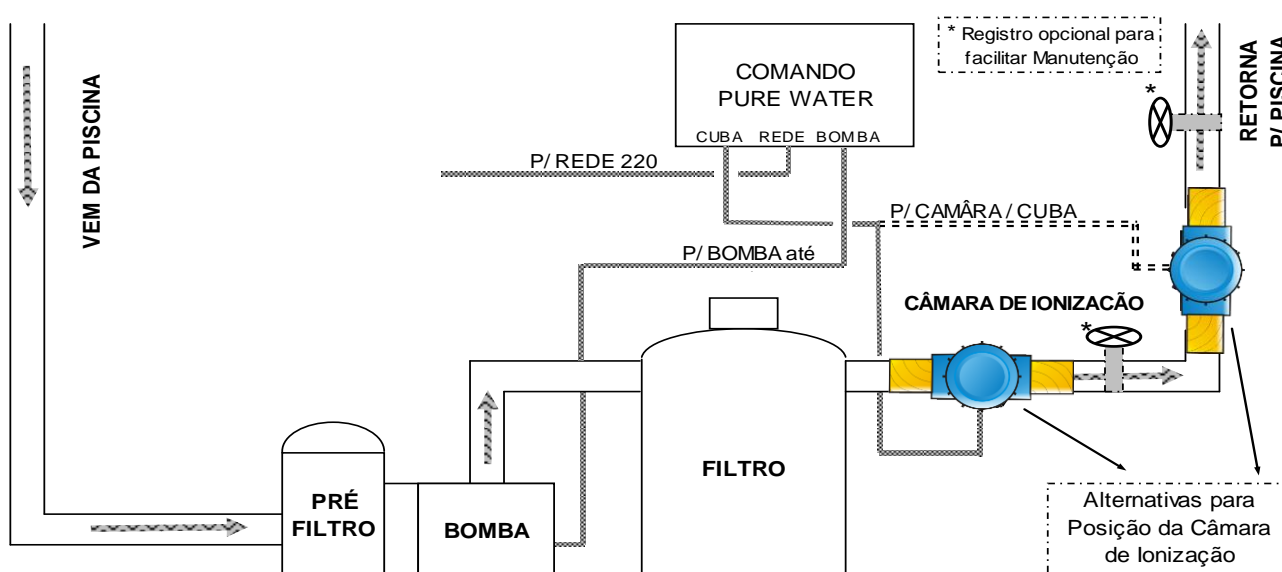 * Registro opcional para
facilitar Manutenção
COMANDO
PURE WATER
CUBA REDE BOMBA
P/ REDE 220
VEM DA PISCINA
*
RETORNA
P/ PISCINA
P/ CAMÂRA / CUBA
P/ BOMBA até
CÂMARA DE IONIZACÃO
*
FILTRO
PRÉ
FILTRO
BOMBA
Alternativas para
Posição da Câmara
de Ionização